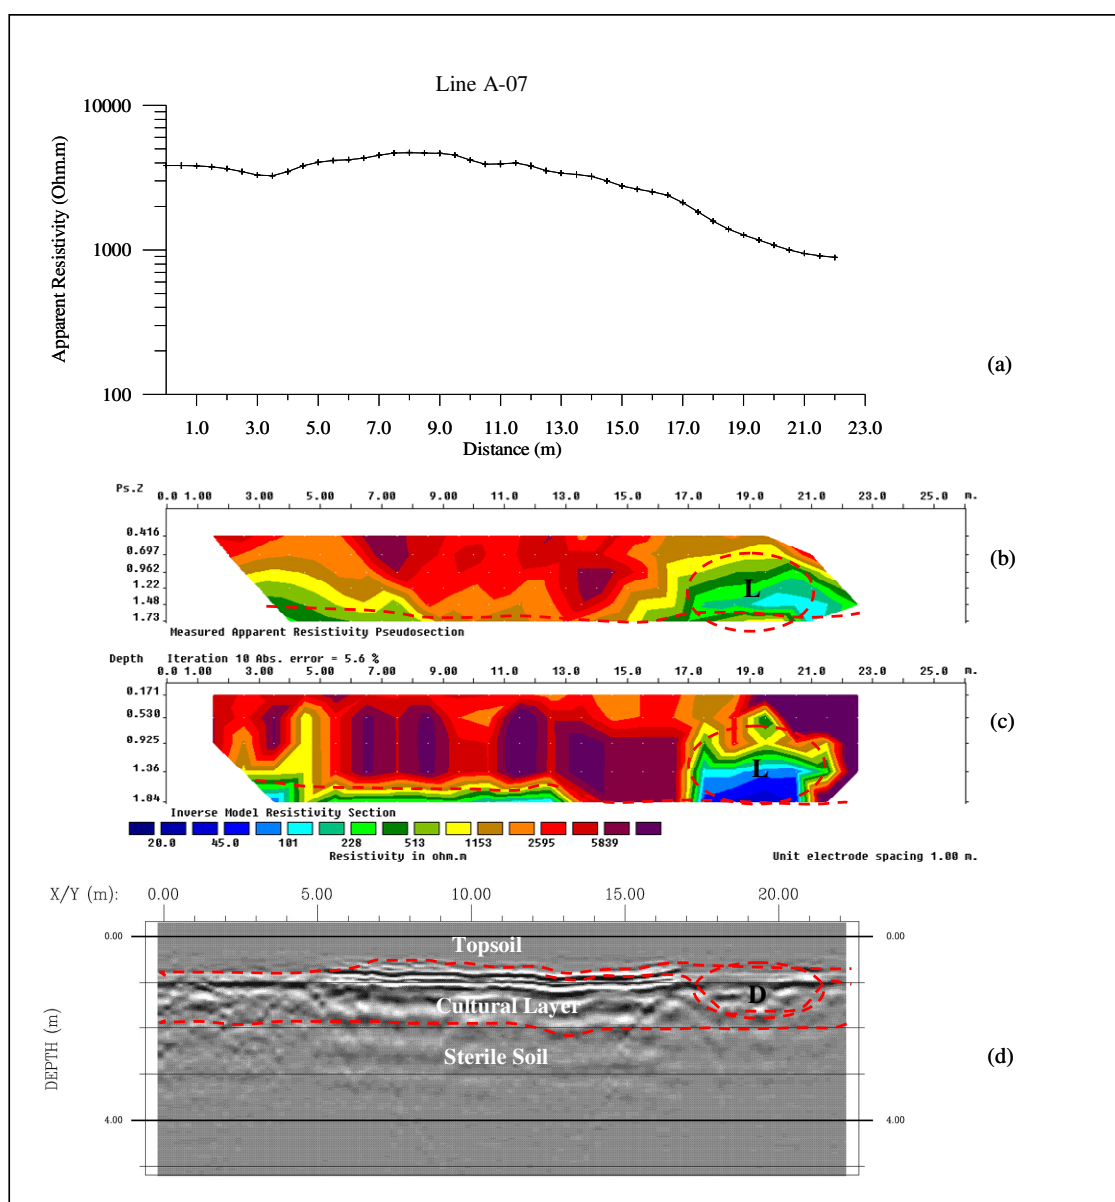 Line A-07
10000
1000
100
Apparent Resistivity (Ohm.m)
1.0 3.0 5.0 7.0 9.0 11.0 13.0 15.0 17.0 19.0 21.0 23.0
Distance (m)
(a)
Ps.Z 0.0 1.00 3.00 5.00 7.00 9.00 11.0 13.0 15.0 17.0 19.0 21.0 23.0 25.0 m.
0.416
0.697
0.962
1.22
1.48
1.73
L
(b)
Measured Apparent Resistivity Pseudosection
Depth Iteration 10 Abs. error = 5.6 %
0.0 1.00 3.00 5.00 7.00 9.00 11.0 13.0 15.0 17.0 19.0 21.0 23.0 25.0 m.
0.171
0.530
0.925
1.36
1.84
L
(c)
Inverse Model Resistivity Section
20.0 45.0 101 228 513 1153 2595 5839
Resistivity in ohm.m
Unit electrode spacing 1.00 m.
X/Y (m): 0.00 5.00 10.00 15.00 20.00
0.00 0.00
Topsoil
D
Cultural Layer
Sterile Soil
(d)
DEPTH (m)
4.00 4.00